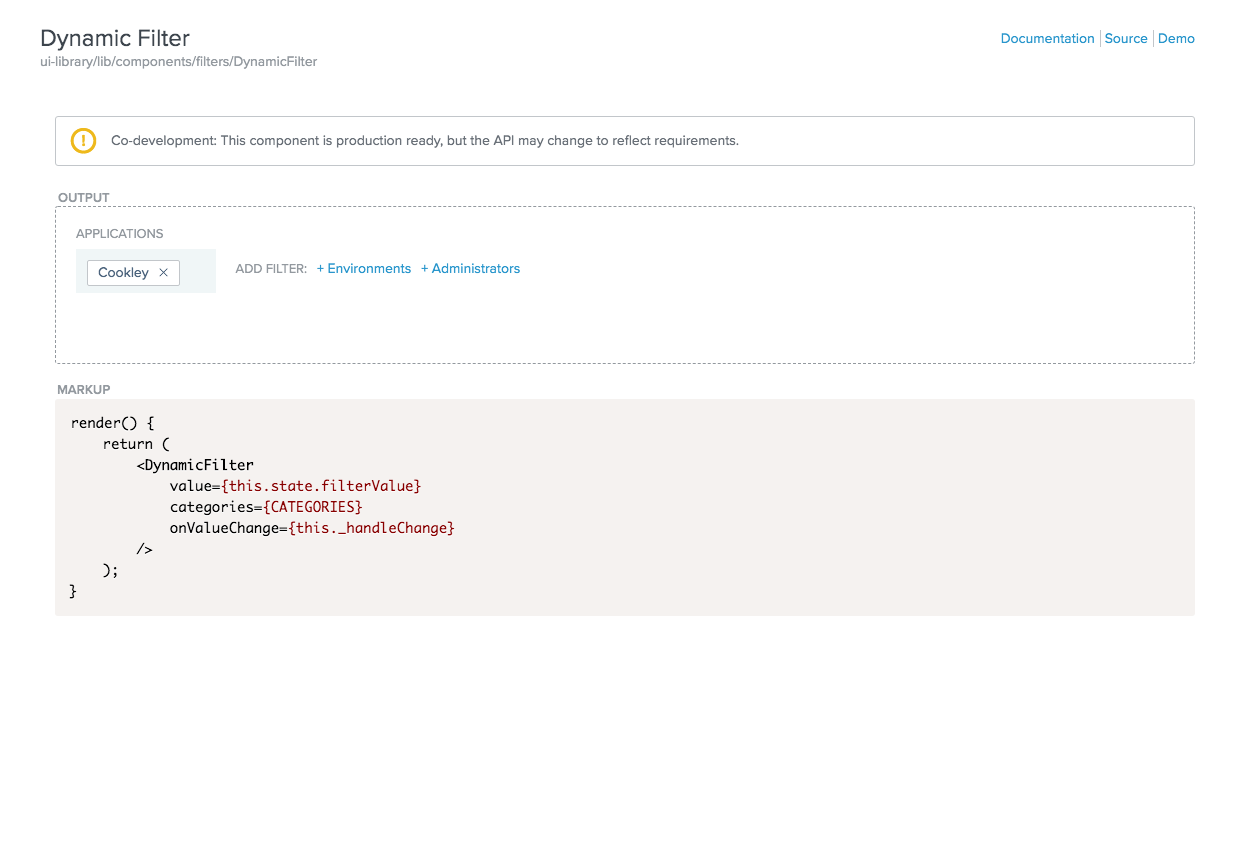 Dynamic Filter
Documentation Source Demo
ui-library/lib/components/filters/DynamicFilter
Co-development: This component is production ready, but the API may change to reflect requirements.
OUTPUT
APPLICATIONS
Cookley ×
ADD FILTER: + Environments + Administrators
MARKUP
render() {
return (
<DynamicFilter
value={this.state.filterValue}
categories={CATEGORIES}
onValueChange={this._handleChange}
/>
);
}